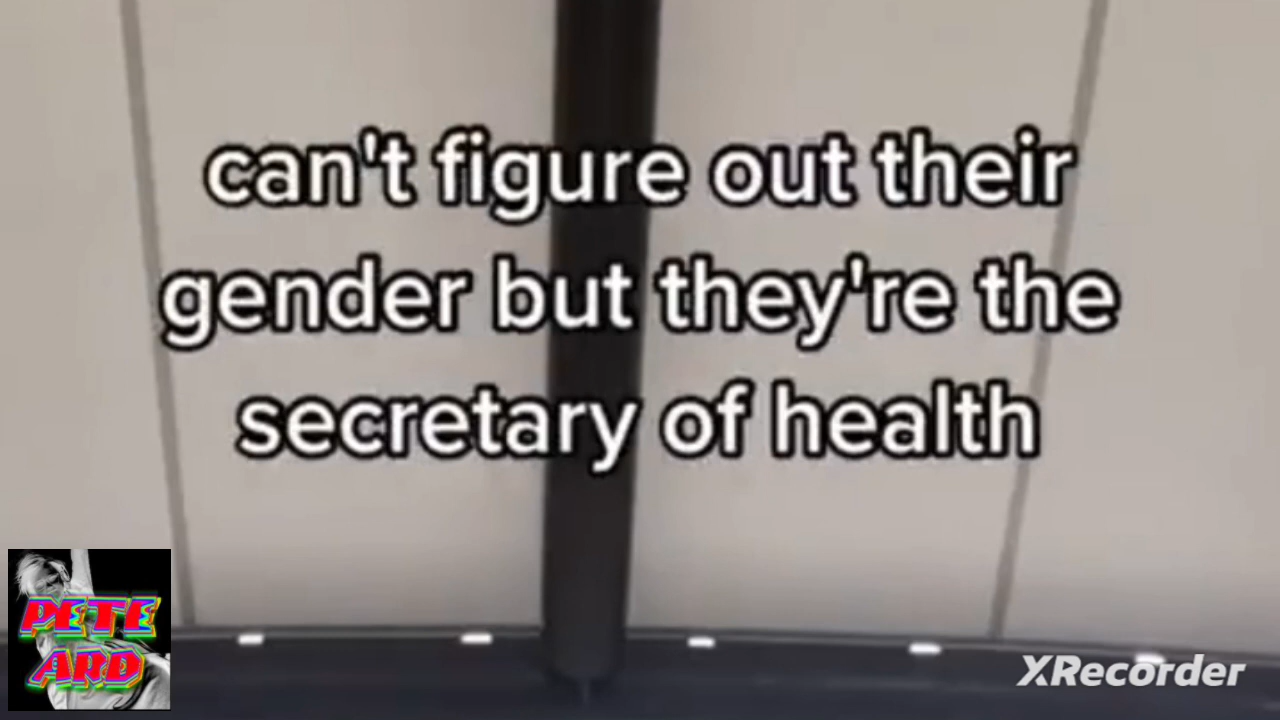 can't figure out their
gender but they're the
secretary of health
PETE
ARD
XRecorder